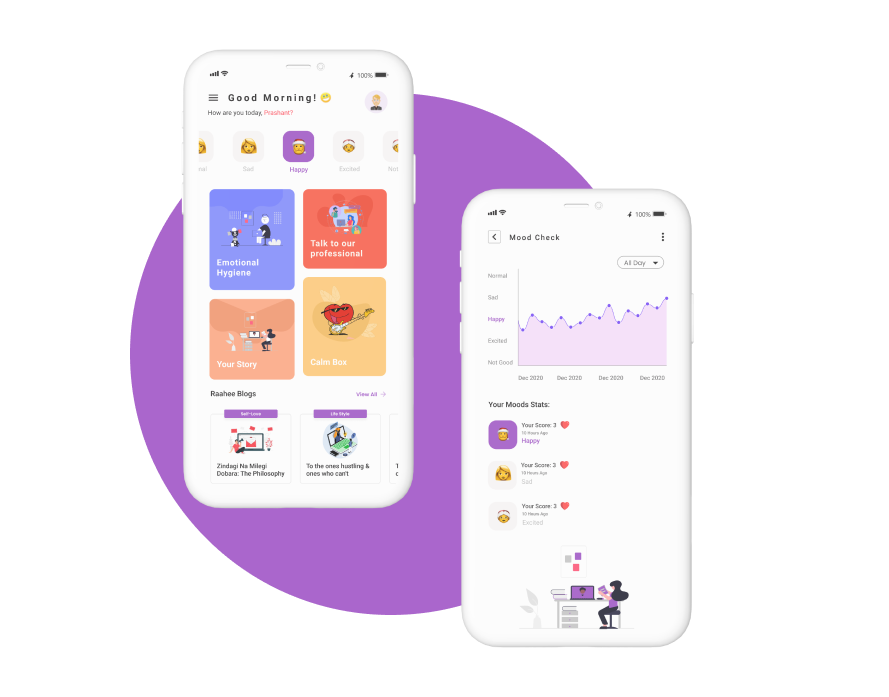 100%
Good Morning!
How are you today, Prashant?
Sad
Happy
Excited
Not
Emotional
Hygiene
Talk to our
professional
Your Story
Calm Box
Raahee Blogs
View All
Self-Love
Life Style
Zindagi Na Milegi
Dobara: The Philosophy
To the ones hustling &
ones who can't
100%
Mood Check
All Day
Normal
Sad
Happy
Excited
Not Good
Dec 2020
Dec 2020
Dec 2020
Dec 2020
Your Moods Stats:
Your Score: 3
10 Hours Ago
Happy
Your Score: 3
10 Hours Ago
Sad
Your Score: 3
10 Hours Ago
Excited